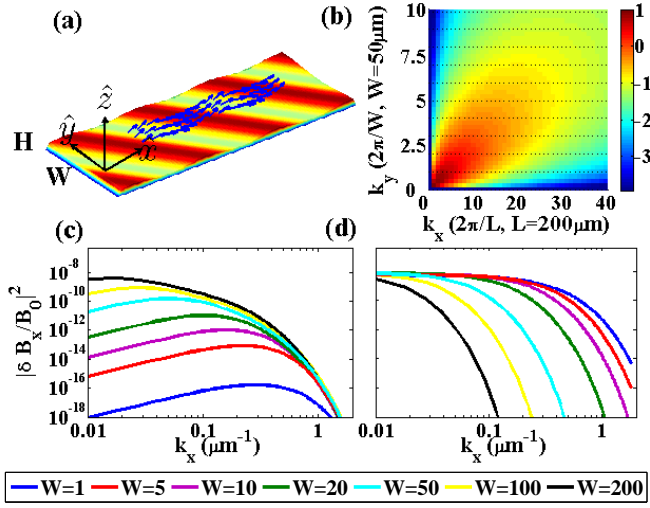 (a)
(b)
ẑ
ŷ
x
H
W
10
7.5
5
2.5
0
k_y (2π/W, W=50μm)
10 20 30 40
k_x (2π/L, L=200μm)
1
0
-1
-2
-3
(c)
(d)
|δ B_x/B_0|^2
10^-8
10^-10
10^-12
10^-14
10^-16
10^-18
0.01 0.1 1
k_x (μm^-1)
0.01 0.1 1
k_x (μm^-1)
W=1 W=5 W=10 W=20 W=50 W=100 W=200